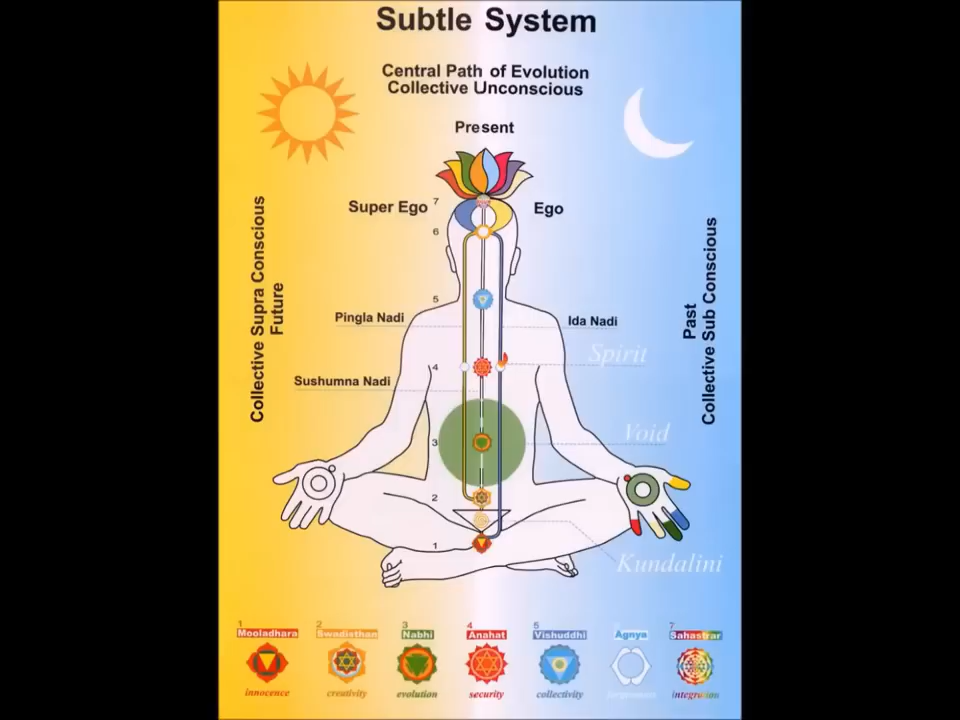 Subtle System
Central Path of Evolution
Collective Unconscious
Present
Super Ego
7
Ego
6
Collective Supra Conscious
Future
Past
Collective Sub Conscious
5
Pingla Nadi
Ida Nadi
Spirit
4
Sushumna Nadi
Void
3
2
1
Kundalini
1 2 3 4 5 7
Mooladhara Swadisthan Nabhi Anahat Vishuddhi Agnya Sahastrar
innocence creativity evolution security collectivity integration